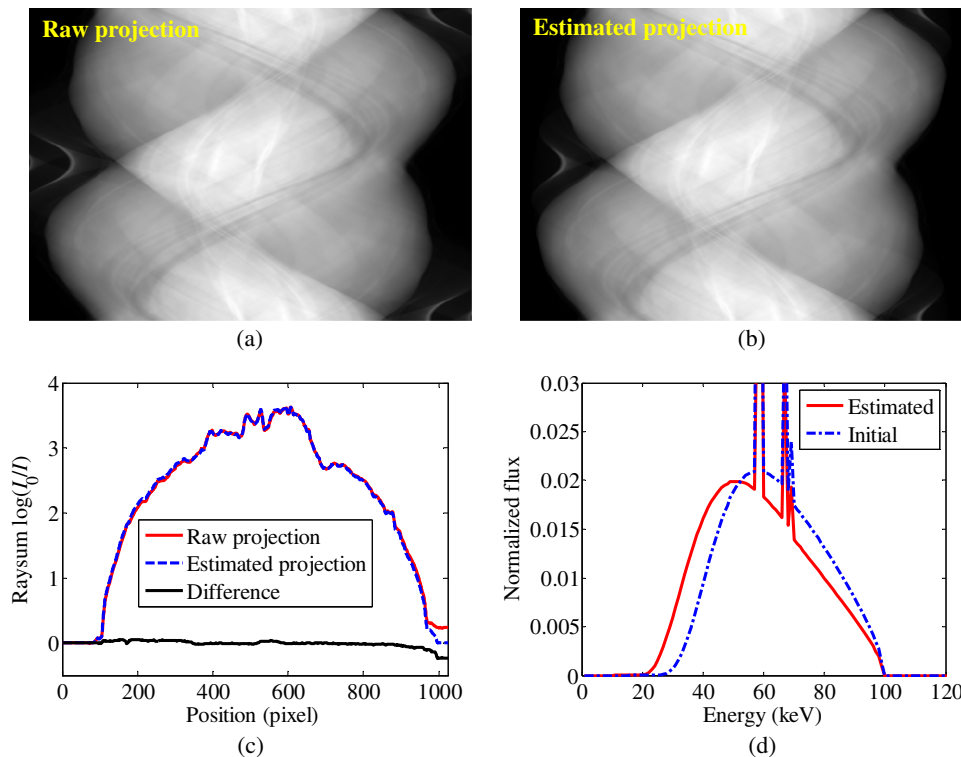 Raw projection
Estimated projection
(a)
(b)
4
3
2
1
0
Raysum log(I₀/I)
Raw projection
Estimated projection
Difference
0
200
400
600
800
1000
Position (pixel)
(c)
0.03
0.025
0.02
0.015
0.01
0.005
0
Normalized flux
Estimated
Initial
0
20
40
60
80
100
120
Energy (keV)
(d)